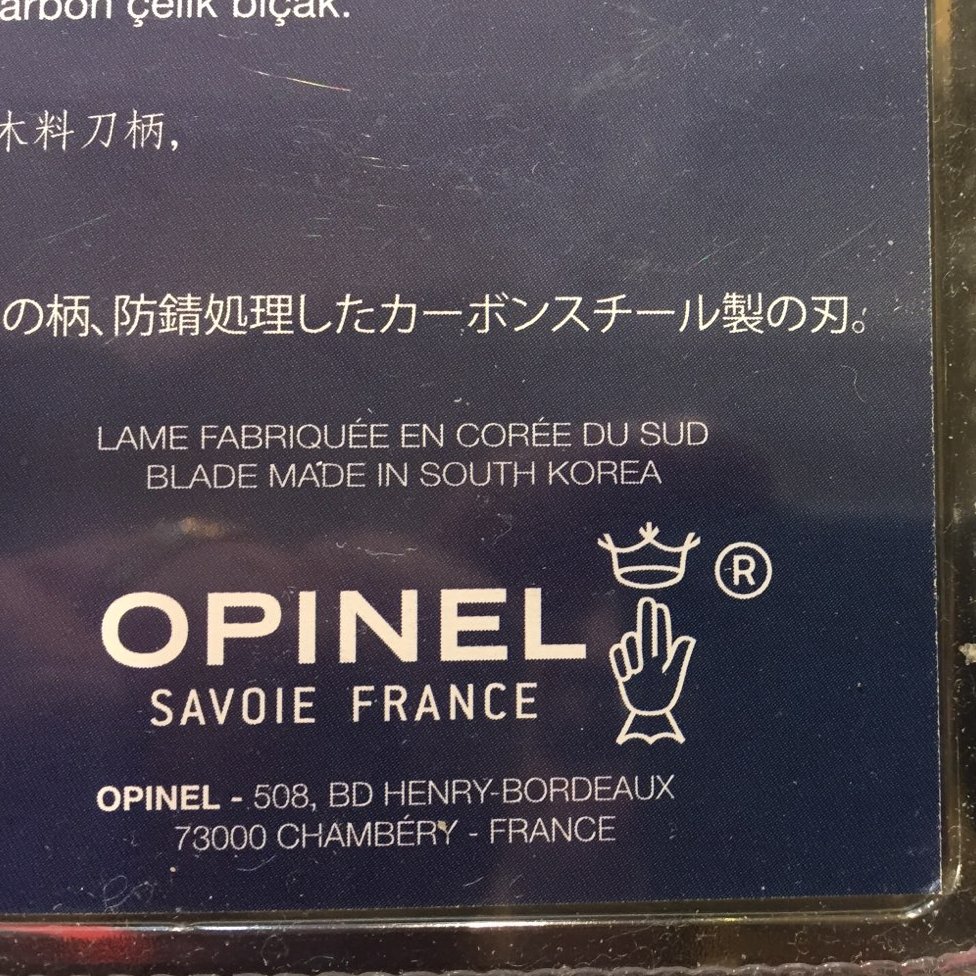 arbon çelik bıçak.
木料刀柄,
の柄、防錆処理したカーボンスチール製の刃。
LAME FABRIQUÉE EN CORÉE DU SUD
BLADE MADE IN SOUTH KOREA
®
OPINEL
SAVOIE FRANCE
OPINEL - 508, BD HENRY-BORDEAUX
73000 CHAMBÉRY - FRANCE